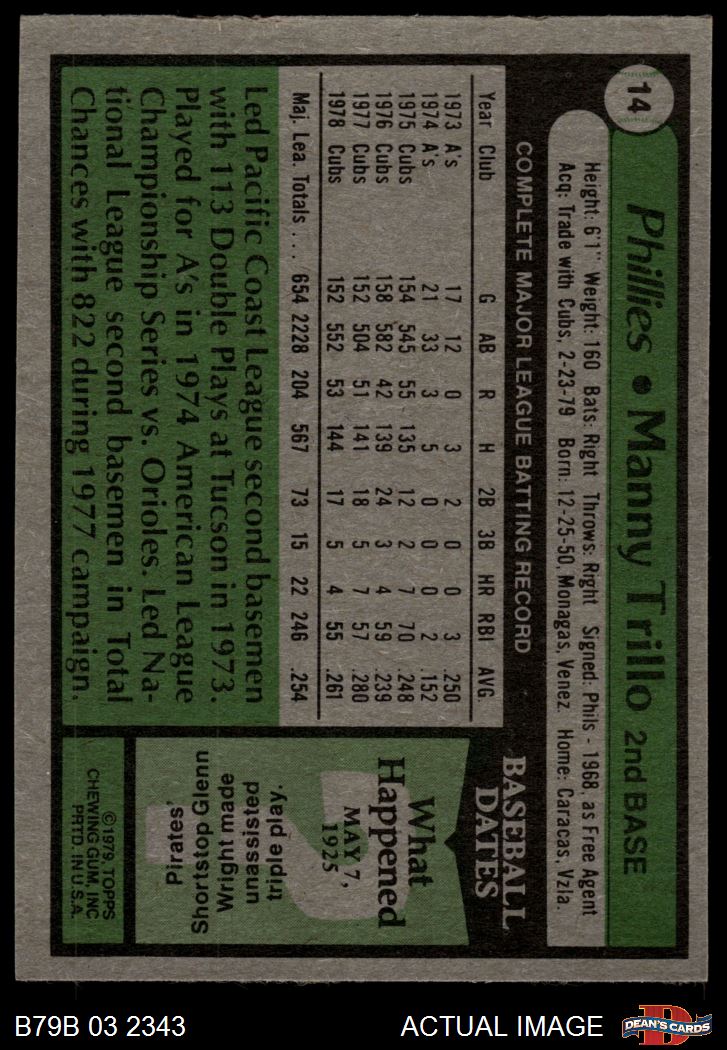 14
Phillies • Manny Trillo 2nd BASE
Height: 6'1" Weight: 160 Bats: Right Throws: Right Signed: Phils - 1968, as Free Agent
Acq: Trade with Cubs, 2-23-79 Born: 12-25-50, Monagas, Venez. Home: Caracas, Vzla.
COMPLETE MAJOR LEAGUE BATTING RECORD
Year Club G AB R H 2B 3B HR RBI AVG.
1973 A's 17 12 0 3 2 0 0 3 .250
1974 A's 21 33 3 5 0 0 0 2 .152
1975 Cubs 154 545 55 135 12 2 7 70 .248
1976 Cubs 158 582 42 139 24 3 4 59 .239
1977 Cubs 152 504 51 141 18 5 7 57 .280
1978 Cubs 152 552 53 144 17 5 4 55 .261
Maj. Lea. Totals . . . 654 2228 204 567 73 15 22 246 .254
Led Pacific Coast League second basemen
with 113 Double Plays at Tucson in 1973.
Played for A's in 1974 American League
Championship Series vs. Orioles. Led Na-
tional League second basemen in Total
Chances with 822 during 1977 campaign.
BASEBALL
DATES
What
Happened
MAY 7,
1925
?
Pirates'
Shortstop Glenn
Wright made
unassisted
triple play.
©1979, TOPPS
CHEWING GUM, INC
PRTD. IN U.S.A.
B79B 03 2343
ACTUAL IMAGE
D
DEAN'S CARDS